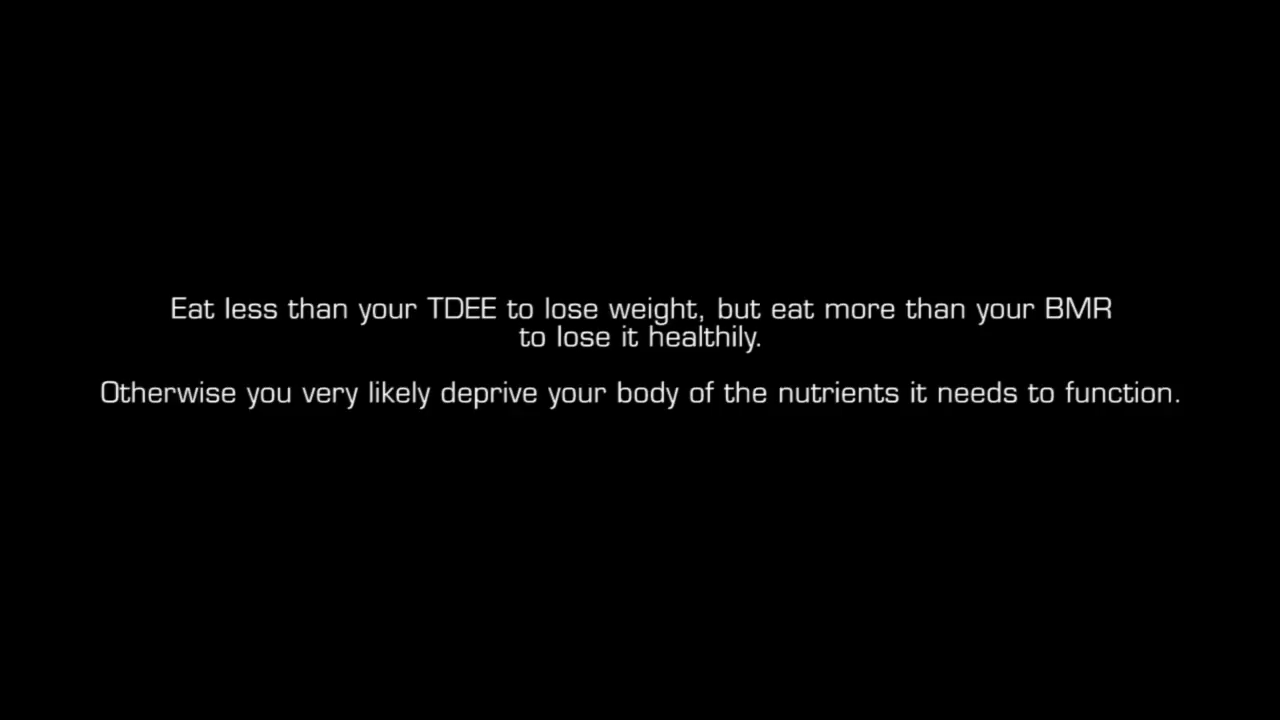 Eat less than your TDEE to lose weight, but eat more than your BMR
to lose it healthily.
Otherwise you very likely deprive your body of the nutrients it needs to function.